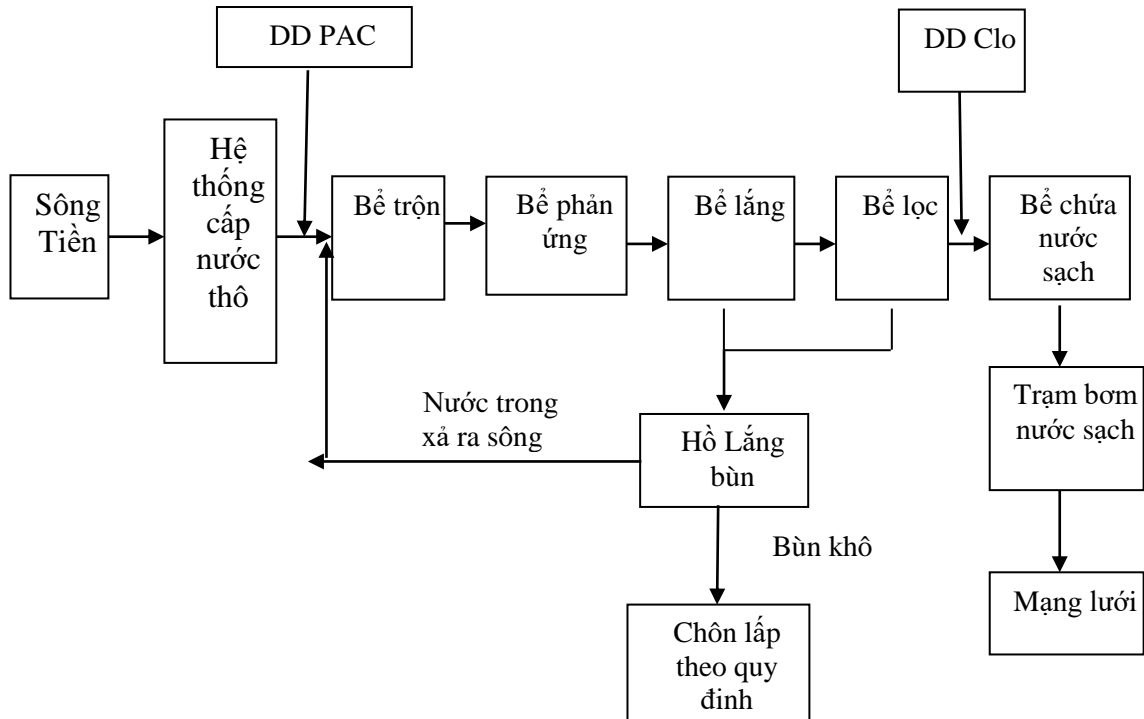 DD PAC
DD Clo
Sông
Tiền
Hệ
thống
cấp
nước
thô
Bể trộn
Bể phản
ứng
Bể lắng
Bể lọc
Bể chứa
nước
sạch
Nước trong
xả ra sông
Hồ Lắng
bùn
Trạm bơm
nước sạch
Bùn khô
Mạng lưới
Chôn lấp
theo quy
đinh